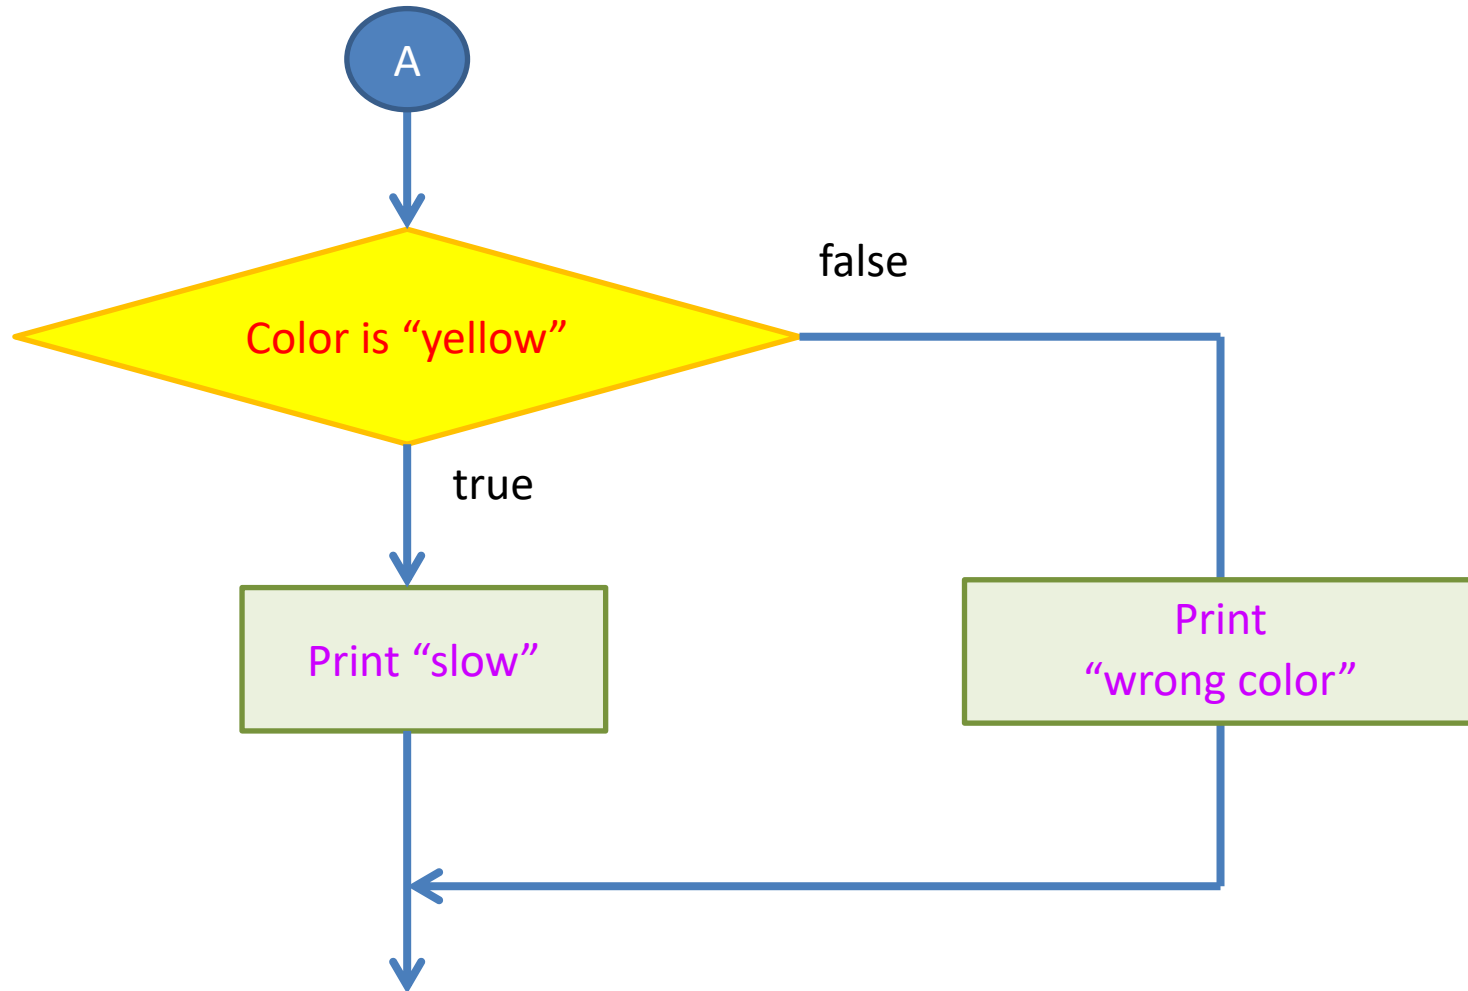 A
false
Color is “yellow”
true
Print “slow”
Print
“wrong color”